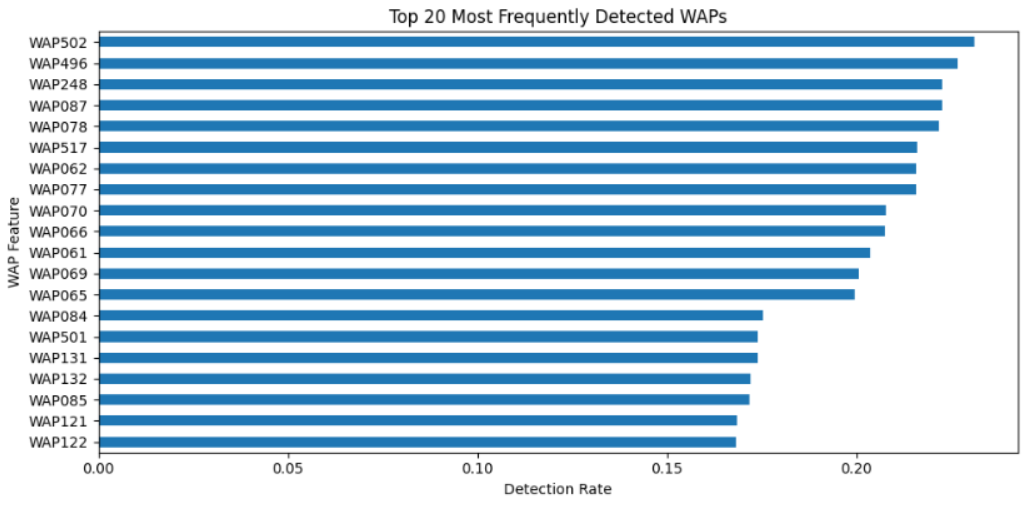 Top 20 Most Frequently Detected WAPs
WAP Feature
WAP502
WAP496
WAP248
WAP087
WAP078
WAP517
WAP062
WAP077
WAP070
WAP066
WAP061
WAP069
WAP065
WAP084
WAP501
WAP131
WAP132
WAP085
WAP121
WAP122
0.00 0.05 0.10 0.15 0.20
Detection Rate